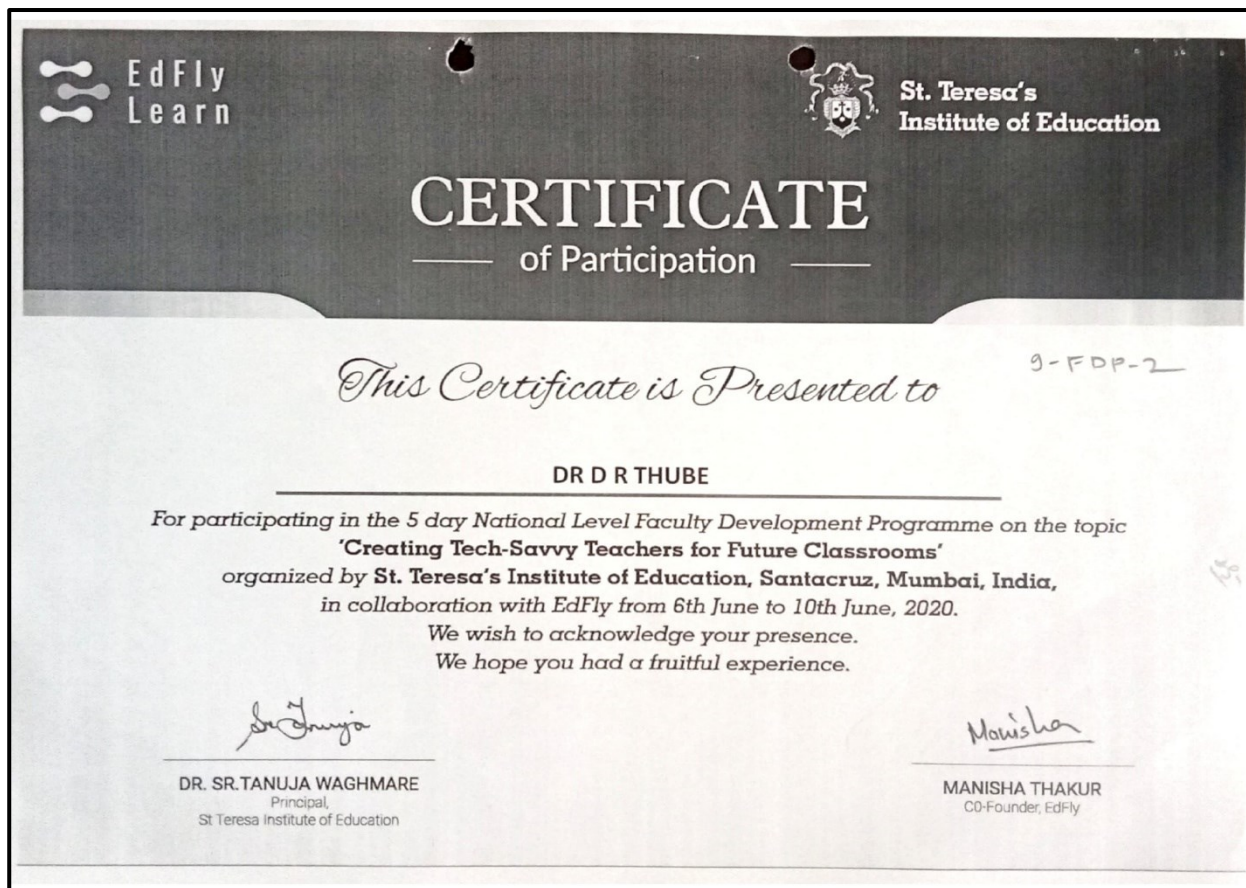 EdFly
Learn
St. Teresa's
Institute of Education
CERTIFICATE
of Participation
9-FDP-2
This Certificate is Presented to
DR D R THUBE
For participating in the 5 day National Level Faculty Development Programme on the topic
'Creating Tech-Savvy Teachers for Future Classrooms'
organized by St. Teresa's Institute of Education, Santacruz, Mumbai, India,
in collaboration with EdFly from 6th June to 10th June, 2020.
We wish to acknowledge your presence.
We hope you had a fruitful experience.
Sr Tanuja
Manisha
DR. SR.TANUJA WAGHMARE
Principal,
St Teresa Institute of Education
MANISHA THAKUR
C0-Founder, EdFly